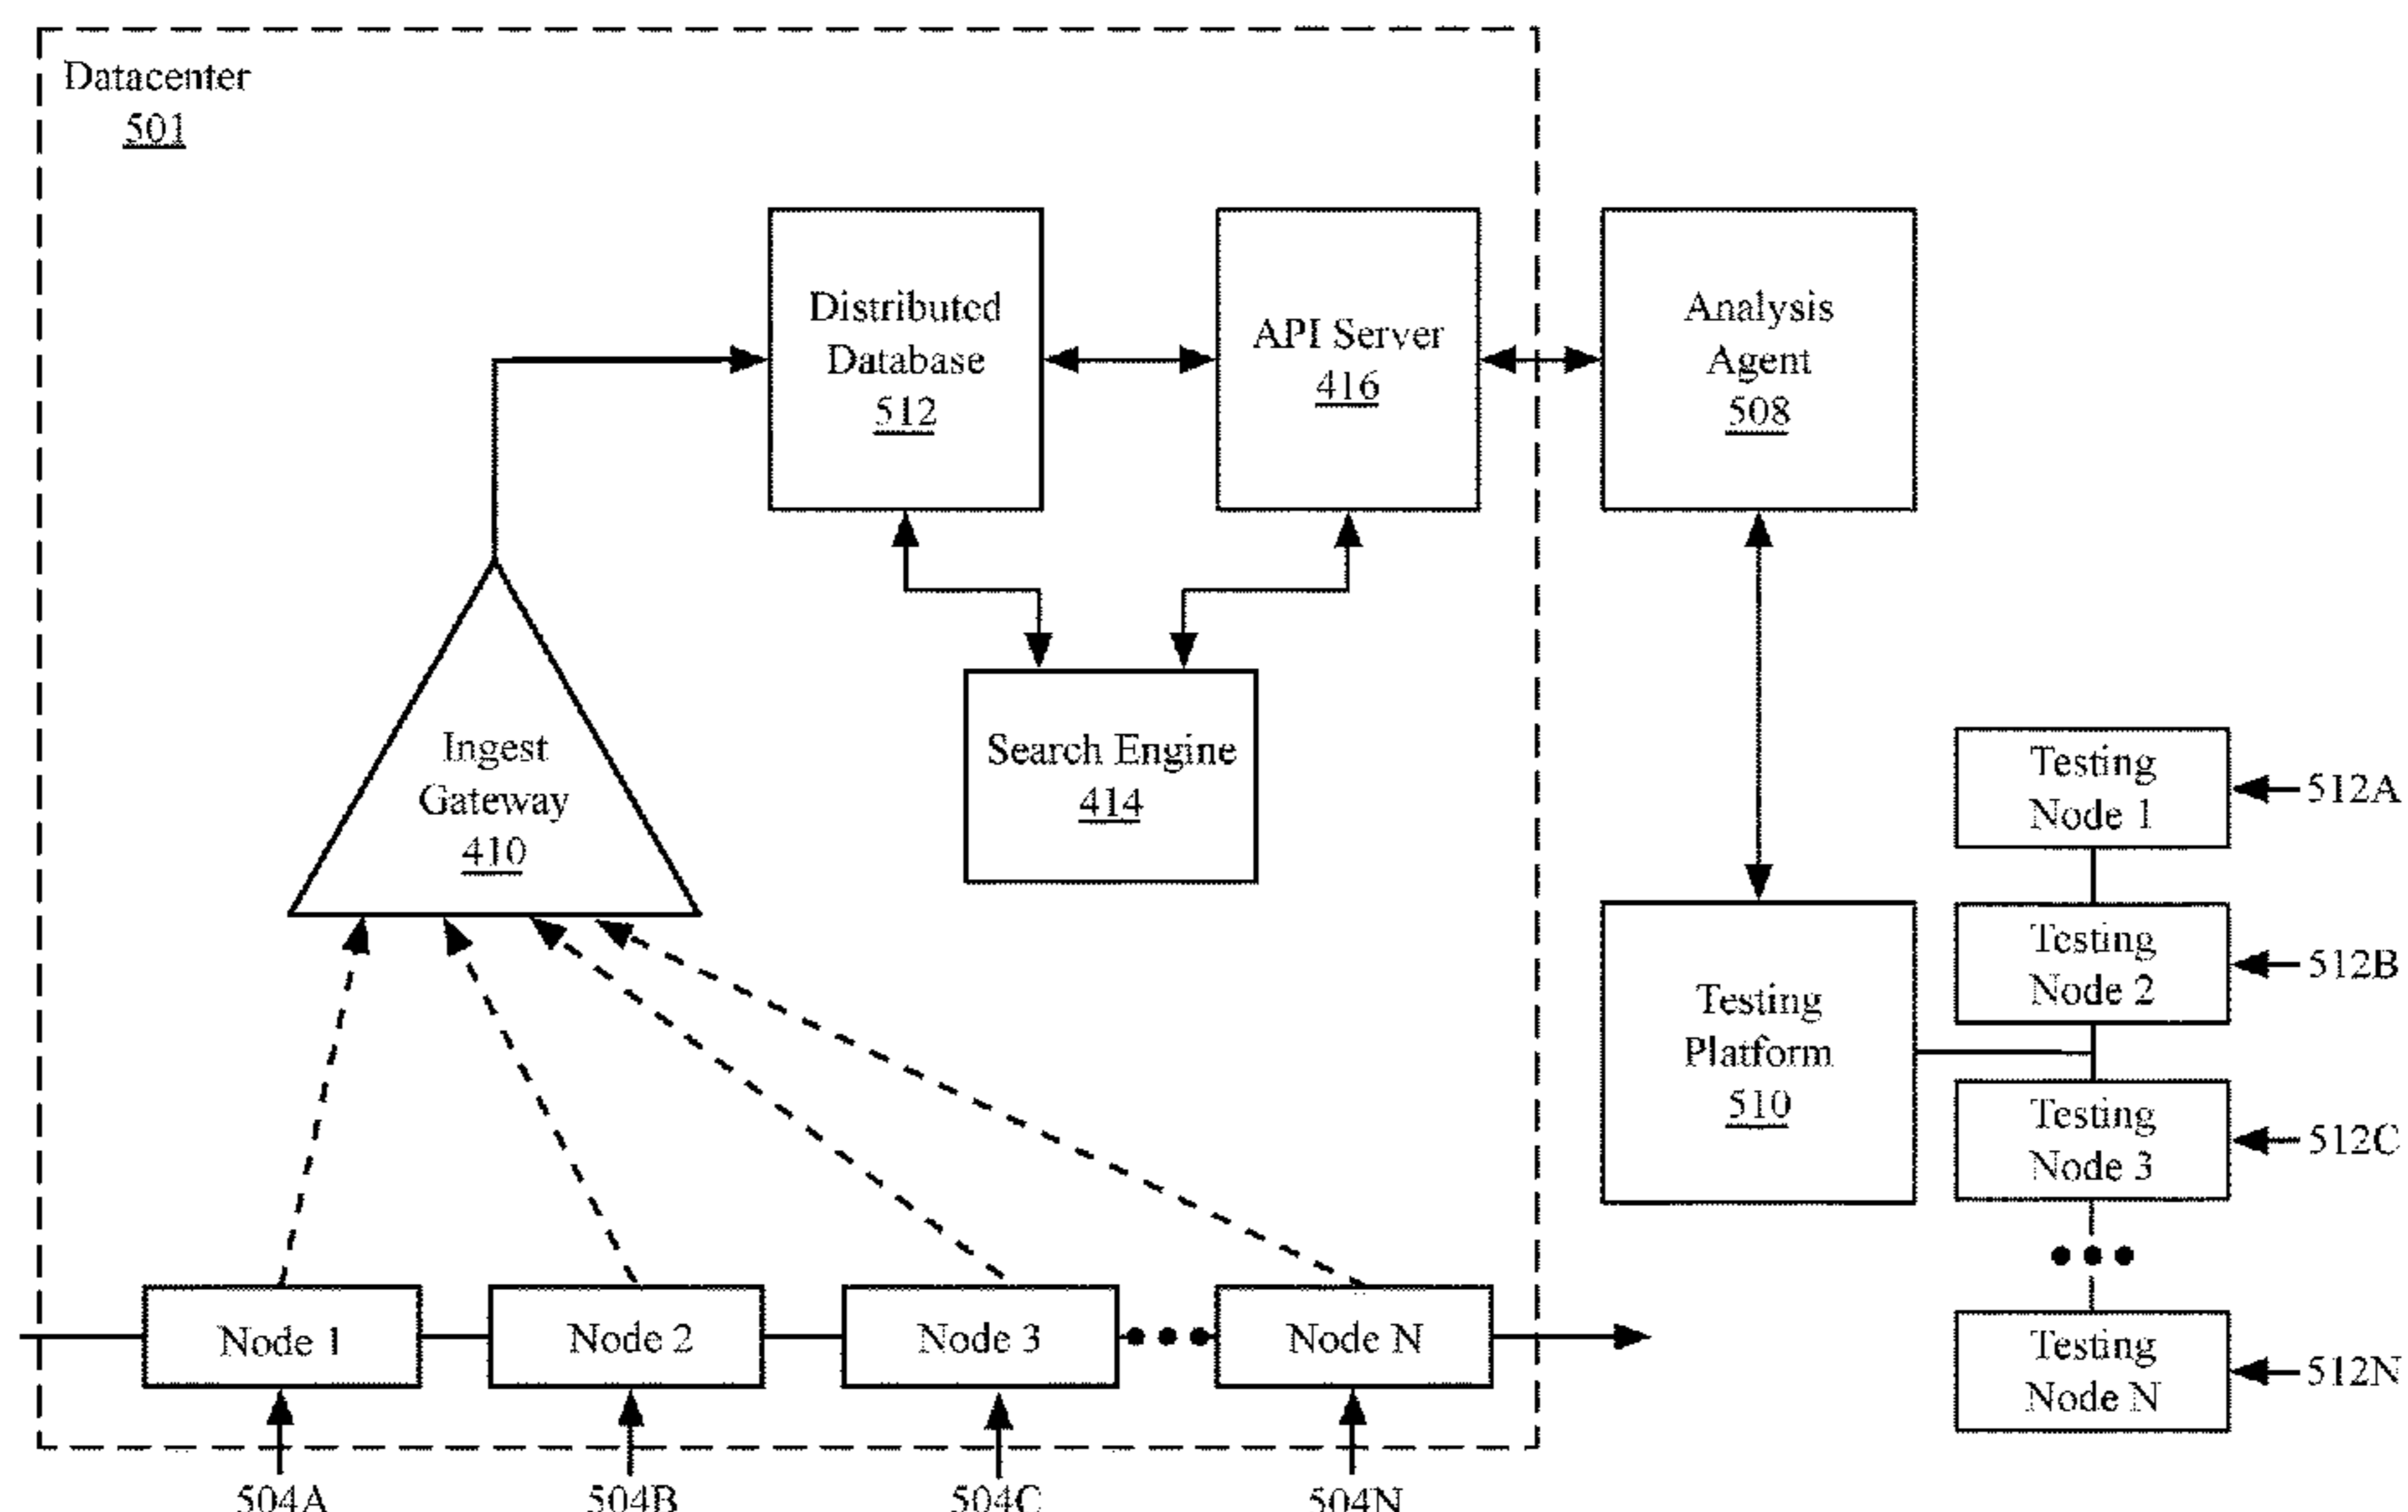 Datacenter
501
Distributed
Database
512
API Server
416
Analysis
Agent
508
Ingest
Gateway
410
Search Engine
414
Testing
Node 1
512A
Testing
Node 2
512B
Testing
Platform
510
Testing
Node 3
512C
Testing
Node N
512N
Node 1
Node 2
Node 3
Node N
504A
504B
504C
504N